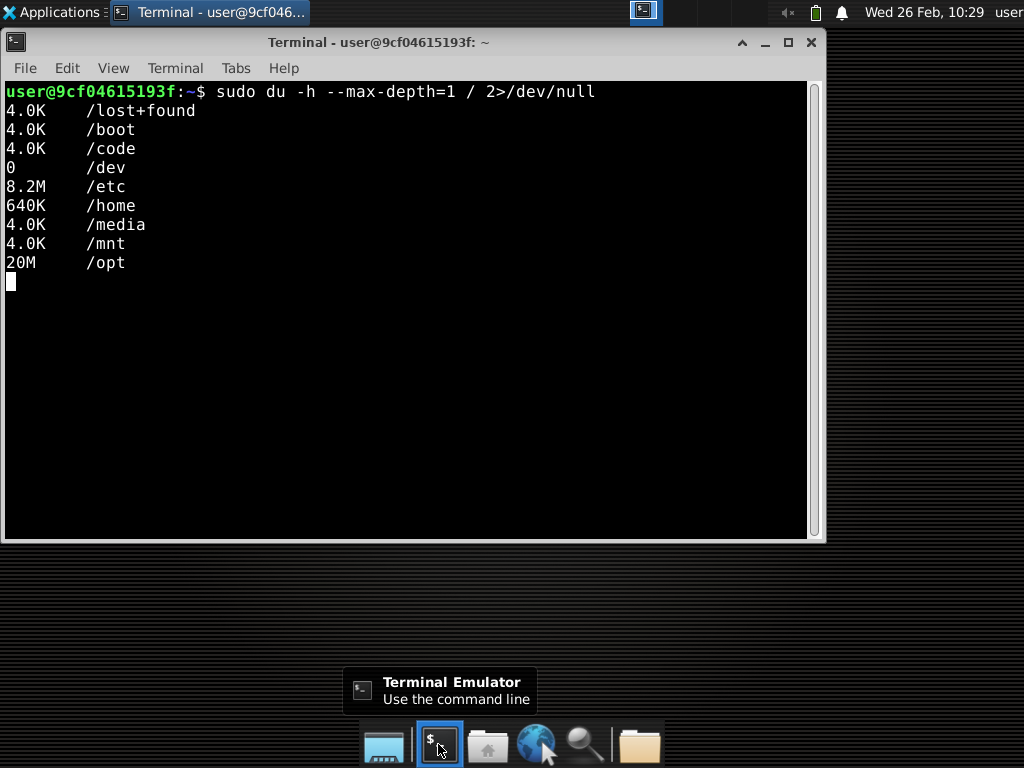 Applications
Terminal - user@9cf046...
Wed 26 Feb, 10:29
user
Terminal - user@9cf04615193f: ~
File Edit View Terminal Tabs Help
user@9cf04615193f:~$ sudo du -h --max-depth=1 / 2>/dev/null
4.0K /lost+found
4.0K /boot
4.0K /code
0 /dev
8.2M /etc
640K /home
4.0K /media
4.0K /mnt
20M /opt
Terminal Emulator
Use the command line